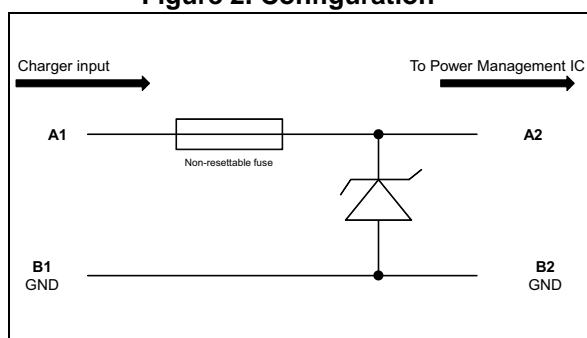 Figure 2. Configuration
Charger input
To Power Management IC
A1
A2
Non-resettable fuse
B1
B2
GND
GND